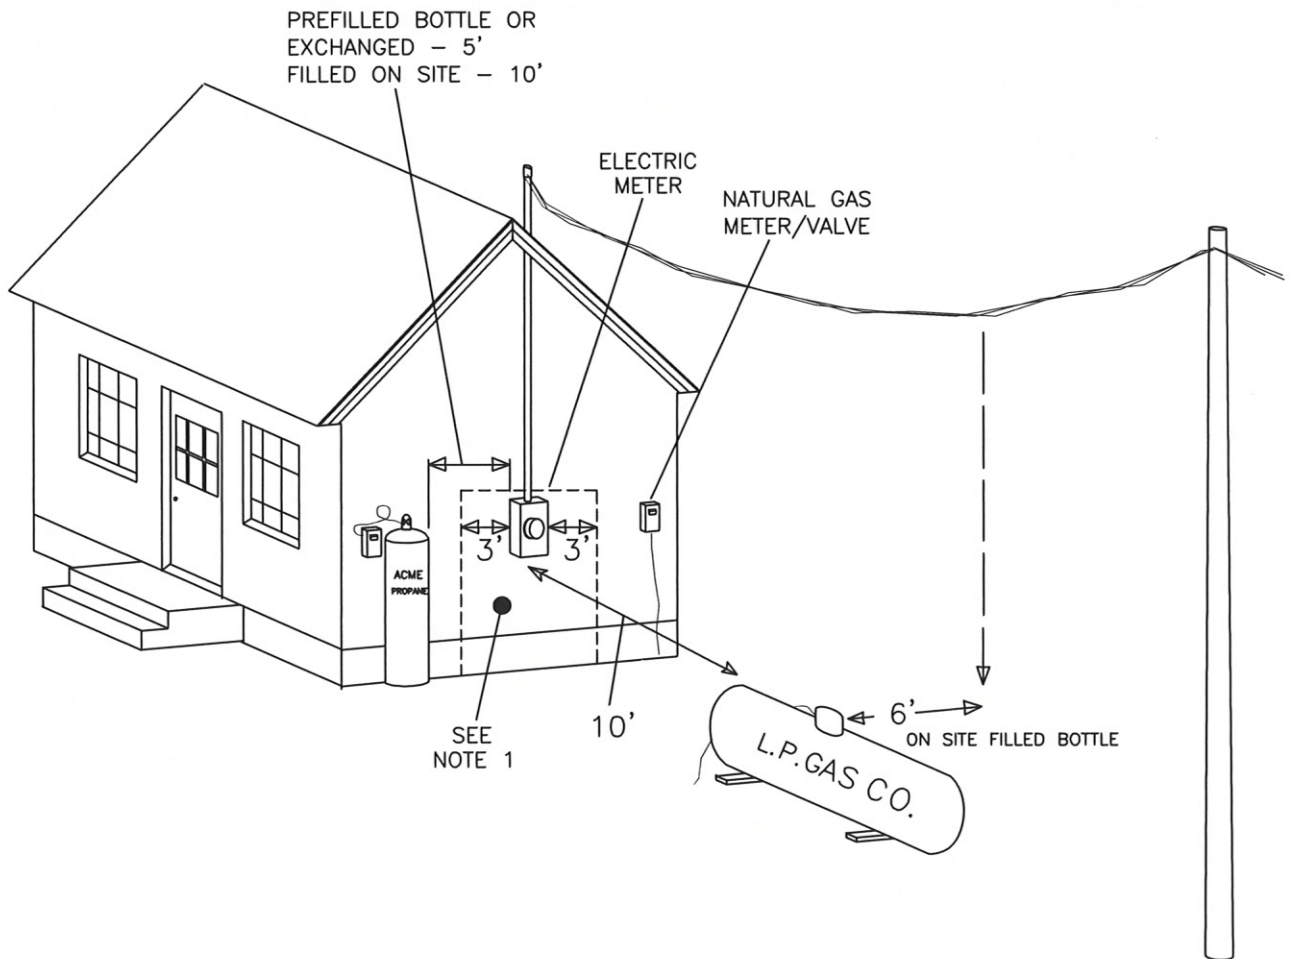 PREFILLED BOTTLE OR
EXCHANGED – 5'
FILLED ON SITE – 10'
ELECTRIC
METER
NATURAL GAS
METER/VALVE
3'
3'
ACME
PROPANE
SEE
NOTE 1
10'
6'
ON SITE FILLED BOTTLE
L.P. GAS CO.